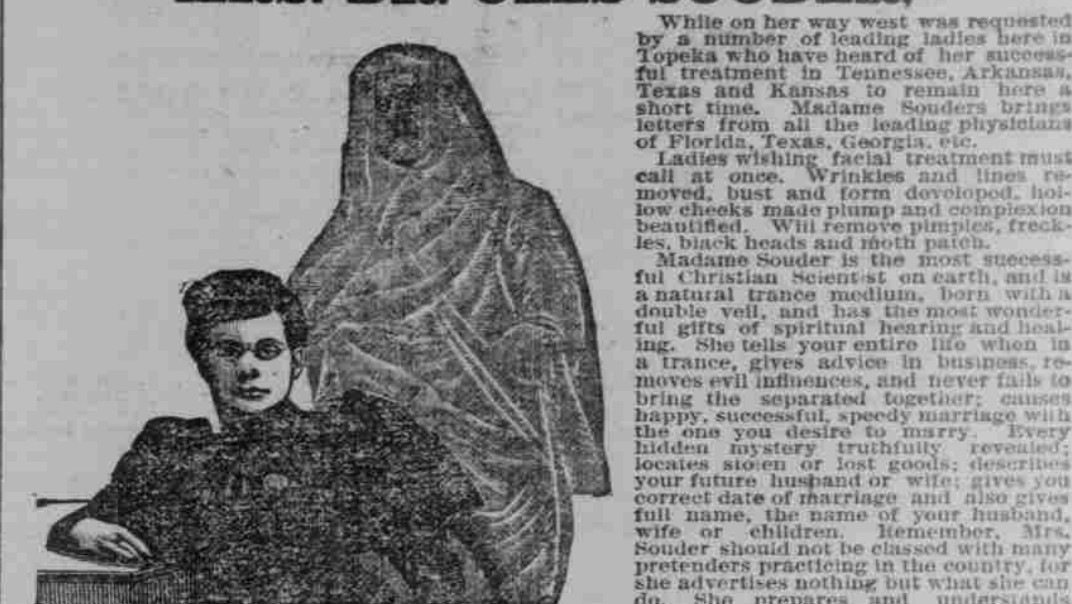 While on her way west was requested
by a number of leading ladies here in
Topeka who have heard of her success-
ful treatment in Tennessee, Arkansas,
Texas and Kansas to remain here a
short time. Madame Souders brings
letters from all the leading physicians
of Florida, Texas, Georgia, etc.
Ladies wishing facial treatment must
call at once. Wrinkles and lines re-
moved, bust and form developed, hol-
low cheeks made plump and complexion
beautified. Will remove pimples, freck-
les, black heads and moth patch.
Madame Souder is the most success-
ful Christian Scientist on earth, and is
a natural trance medium, born with a
double veil, and has the most wonder-
ful gifts of spiritual hearing and heal-
ing. She tells your entire life when in
a trance, gives advice in business, re-
moves evil influences, and never fails to
bring the separated together; causes
happy, successful, speedy marriage with
the one you desire to marry. Every
hidden mystery truthfully revealed;
locates stolen or lost goods; describes
your future husband or wife; gives you
correct date of marriage and also gives
full name, the name of your husband,
wife or children. Remember, Mrs.
Souder should not be classed with many
pretenders practicing in the country, for
she advertises nothing but what she can
do. She prepares and understands